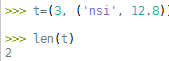 >>> t=(3, ('nsi', 12.8))
>>> len(t)
2